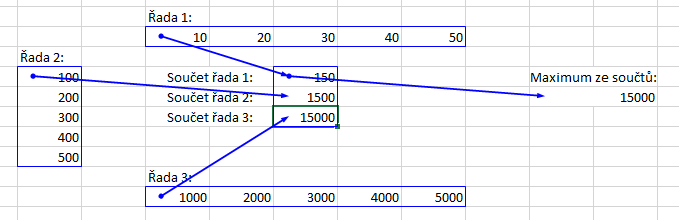 Řada 1:
10 20 30 40 50
Řada 2:
100 Součet řada 1: 150 Maximum ze součtů:
200 Součet řada 2: 1500 15000
300 Součet řada 3: 15000
400
500
Řada 3:
1000 2000 3000 4000 5000